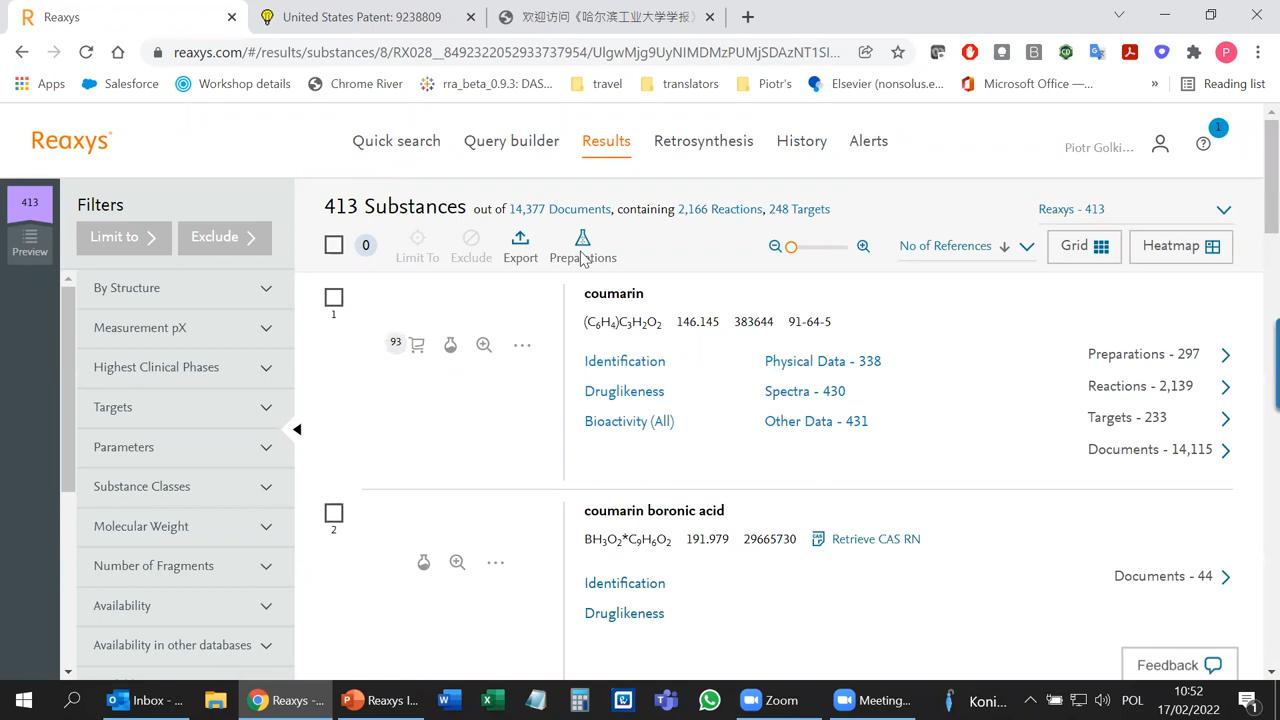 Reaxys
United States Patent: 9238809
欢迎访问《哈尔滨工业大学学报》
reaxys.com/#/results/substances/8/RX028__8492322052933737954/UlgwMjg9UyNIMDMzPUMjSDAzNT1SI...
Apps
Salesforce
Workshop details
Chrome River
rra_beta_0.9.3: DAS...
travel
translators
Piotr's
Elsevier (nonsolus.e...
Microsoft Office —...
»
Reading list
Reaxys
Quick search
Query builder
Results
Retrosynthesis
History
Alerts
Piotr Golki...
1
413
Preview
Filters
Limit to
Exclude
413 Substances out of 14,377 Documents, containing 2,166 Reactions, 248 Targets
Reaxys - 413
0
Limit To
Exclude
Export
Preparations
No of References
Grid
Heatmap
By Structure
Measurement pX
Highest Clinical Phases
Targets
Parameters
Substance Classes
Molecular Weight
Number of Fragments
Availability
Availability in other databases
1
93
coumarin
(C₆H₄)C₃H₂O₂ 146.145 383644 91-64-5
Identification
Physical Data - 338
Druglikeness
Spectra - 430
Bioactivity (All)
Other Data - 431
Preparations - 297
Reactions - 2,139
Targets - 233
Documents - 14,115
2
coumarin boronic acid
BH₃O₂*C₉H₆O₂ 191.979 29665730 Retrieve CAS RN
Identification
Druglikeness
Documents - 44
Feedback
Inbox - ...
Reaxys -...
Reaxys I...
Zoom
Meeting...
Koni...
POL
10:52
17/02/2022
1